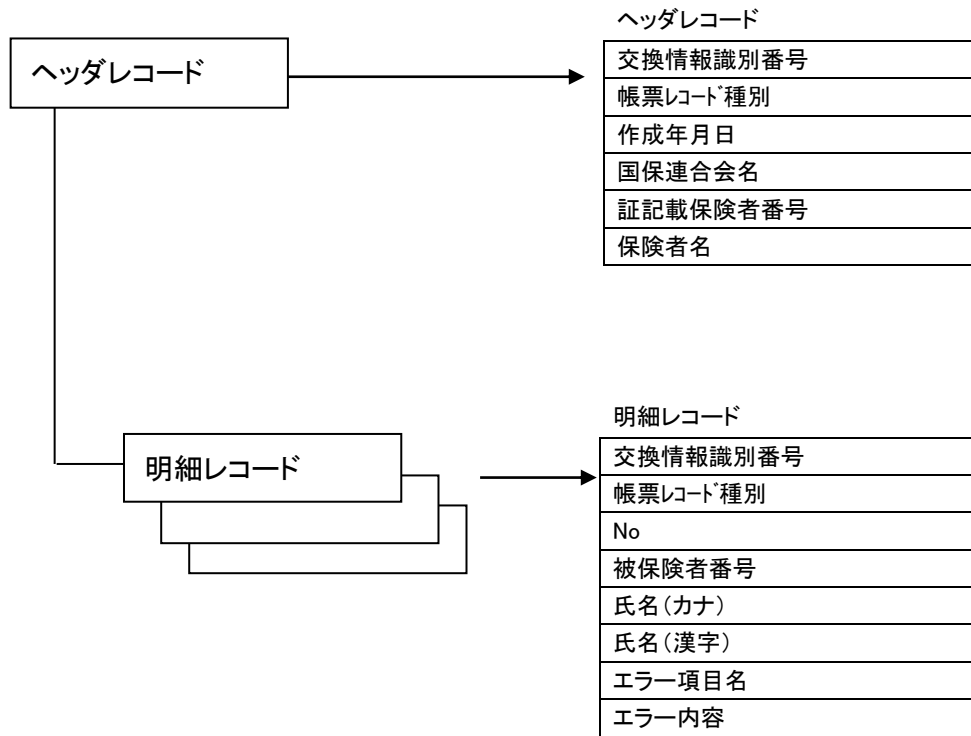 ヘッダレコード
ヘッダレコード
交換情報識別番号
帳票ﾚｺｰﾄﾞ種別
作成年月日
国保連合会名
証記載保険者番号
保険者名
明細レコード
明細レコード
交換情報識別番号
帳票ﾚｺｰﾄﾞ種別
No
被保険者番号
氏名（カナ）
氏名（漢字）
エラー項目名
エラー内容